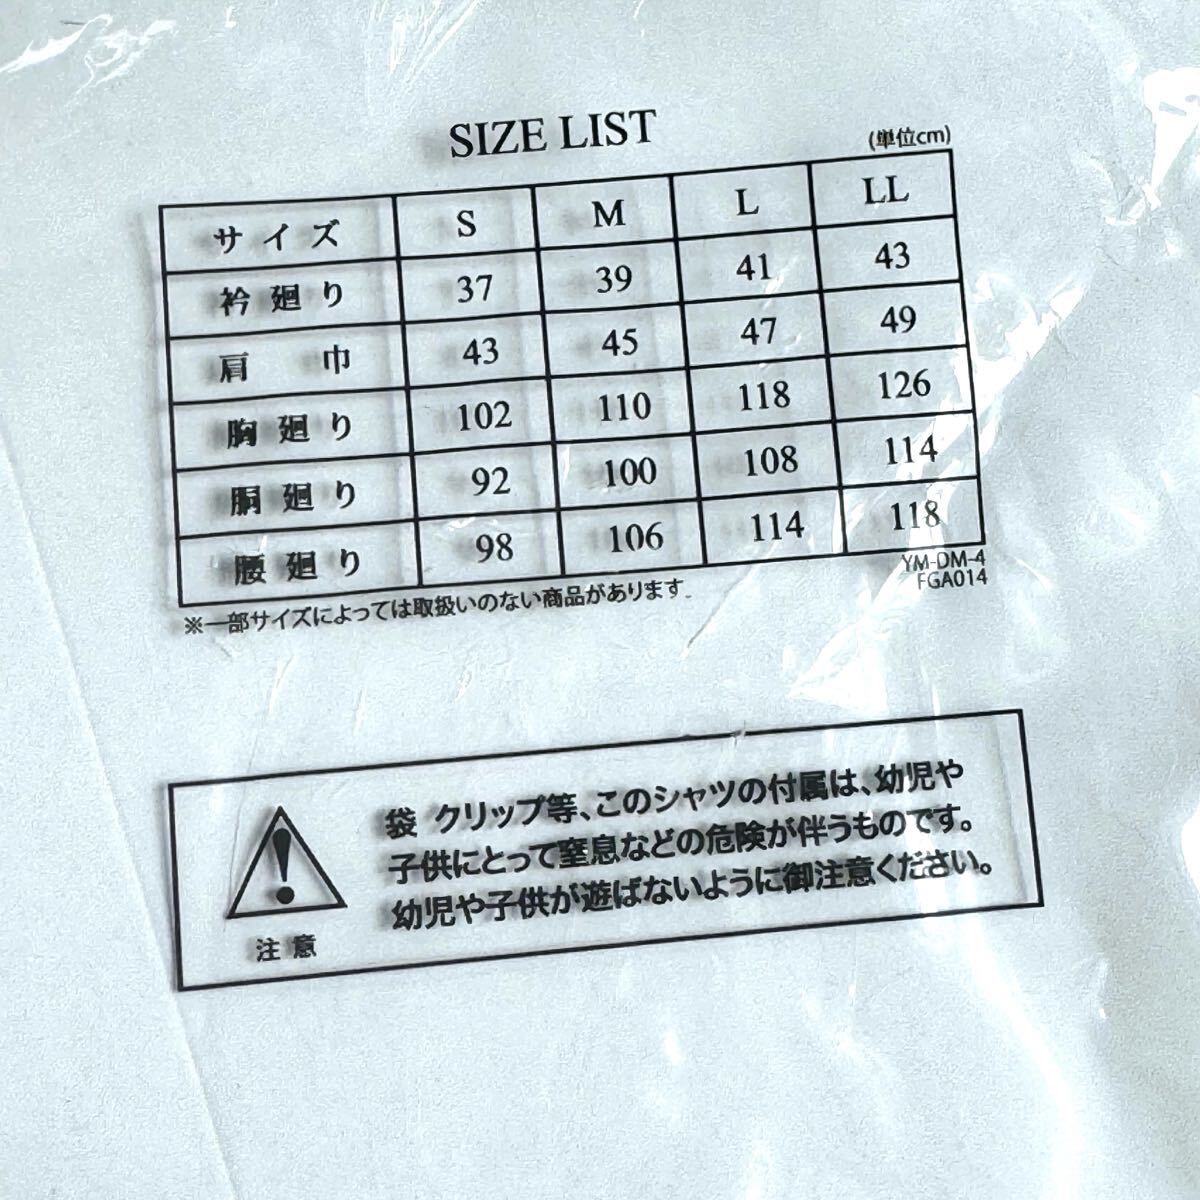 SIZE LIST
(単位cm)
サイズ S M L LL
衿廻り 37 39 41 43
肩巾 43 45 47 49
胸廻り 102 110 118 126
胴廻り 92 100 108 114
腰廻り 98 106 114 118
YM-DM-4
FGA014
※一部サイズによっては取扱いのない商品があります。
注意
袋 クリップ等、このシャツの付属は、幼児や
子供にとって窒息などの危険が伴うものです。
幼児や子供が遊ばないように御注意ください。